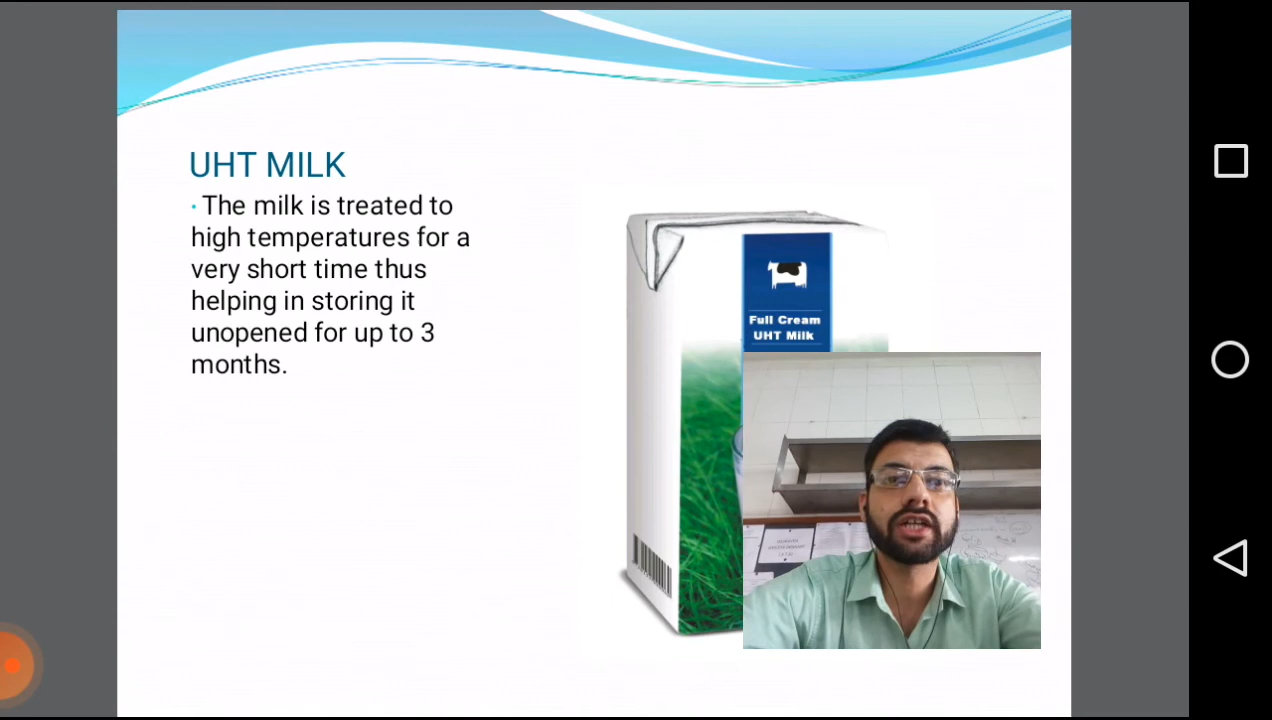 UHT MILK
· The milk is treated to
high temperatures for a
very short time thus
helping in storing it
unopened for up to 3
months.
Full Cream
UHT Milk